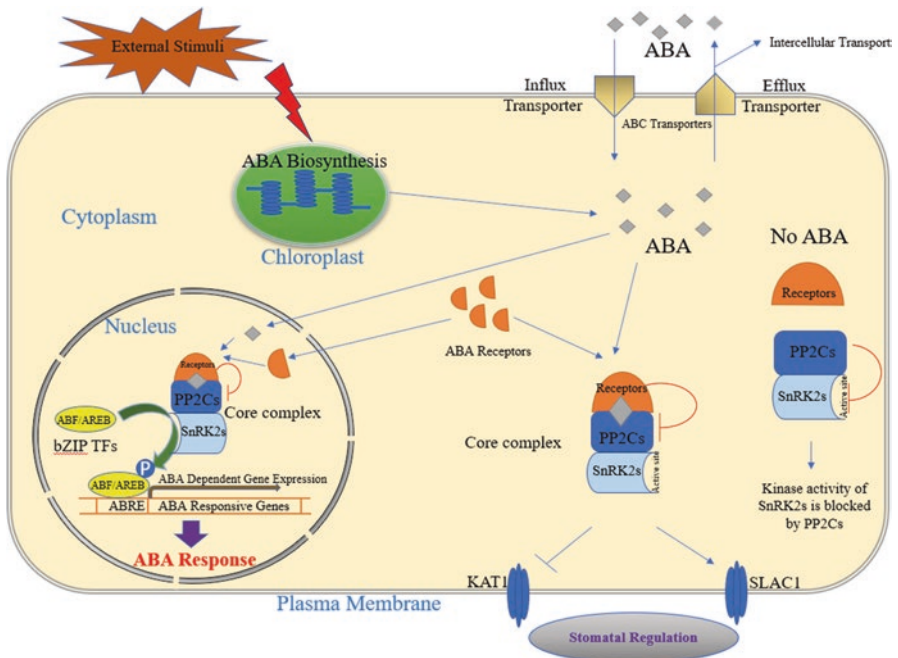 External Stimuli
ABA
Intercellular Transport
Influx
Transporter
Efflux
Transporter
ABC Transporters
ABA Biosynthesis
Chloroplast
Cytoplasm
ABA
No ABA
Receptors
PP2Cs
SnRK2s
Active site
Kinase activity of
SnRK2s is blocked
by PP2Cs
Nucleus
Receptors
PP2Cs
SnRK2s
Core complex
ABF/AREB
bZIP TFs
P
ABF/AREB
ABA Dependent Gene Expression
ABRE
ABA Responsive Genes
ABA Response
ABA Receptors
Core complex
Receptors
PP2Cs
SnRK2s
Active site
KAT1
SLAC1
Plasma Membrane
Stomatal Regulation